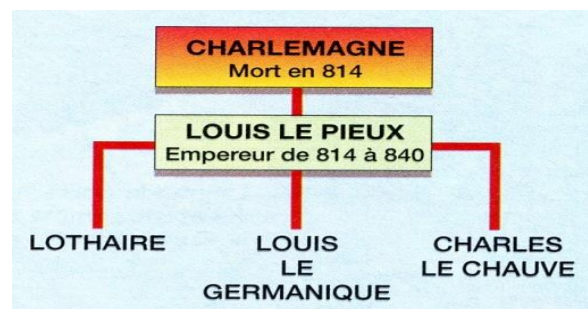 CHARLEMAGNE
Mort en 814
LOUIS LE PIEUX
Empereur de 814 à 840
LOTHAIRE
LOUIS
LE
GERMANIQUE
CHARLES
LE CHAUVE